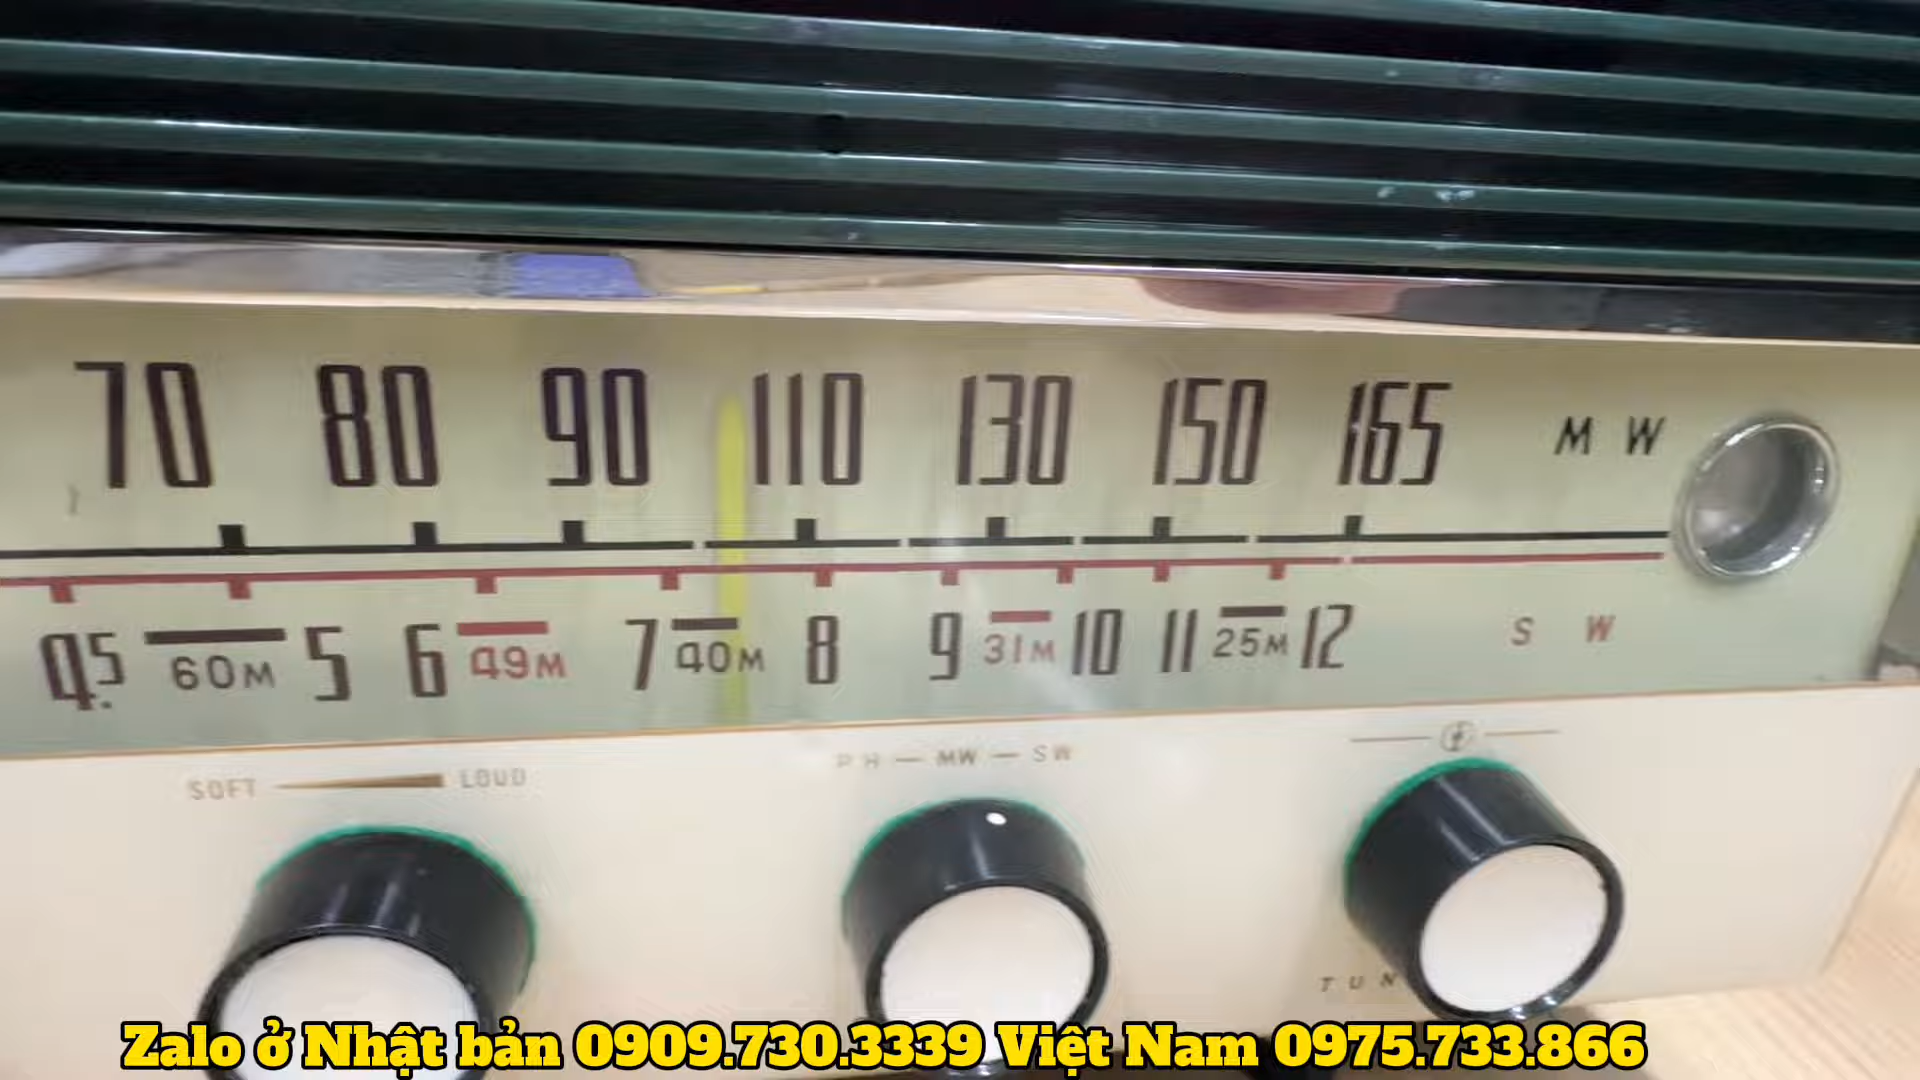 70 80 90 110 130 150 165 MW
4.5 60M 5 6 49M 7 40M 8 9 31M 10 11 25M 12 SW
SOFT LOUD
PH — MW — SW
TUN
Zalo ở Nhật bản 0909.730.3339 Việt Nam 0975.733.866